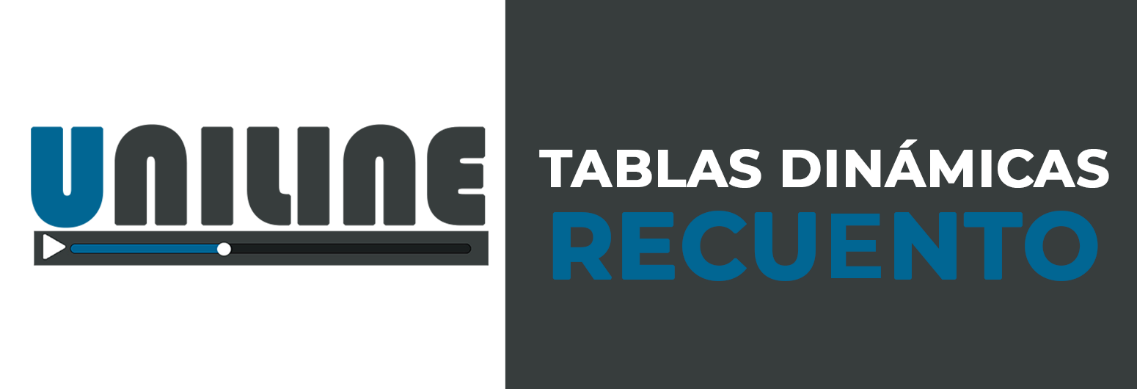 UNILINE
TABLAS DINÁMICAS
RECUENTO